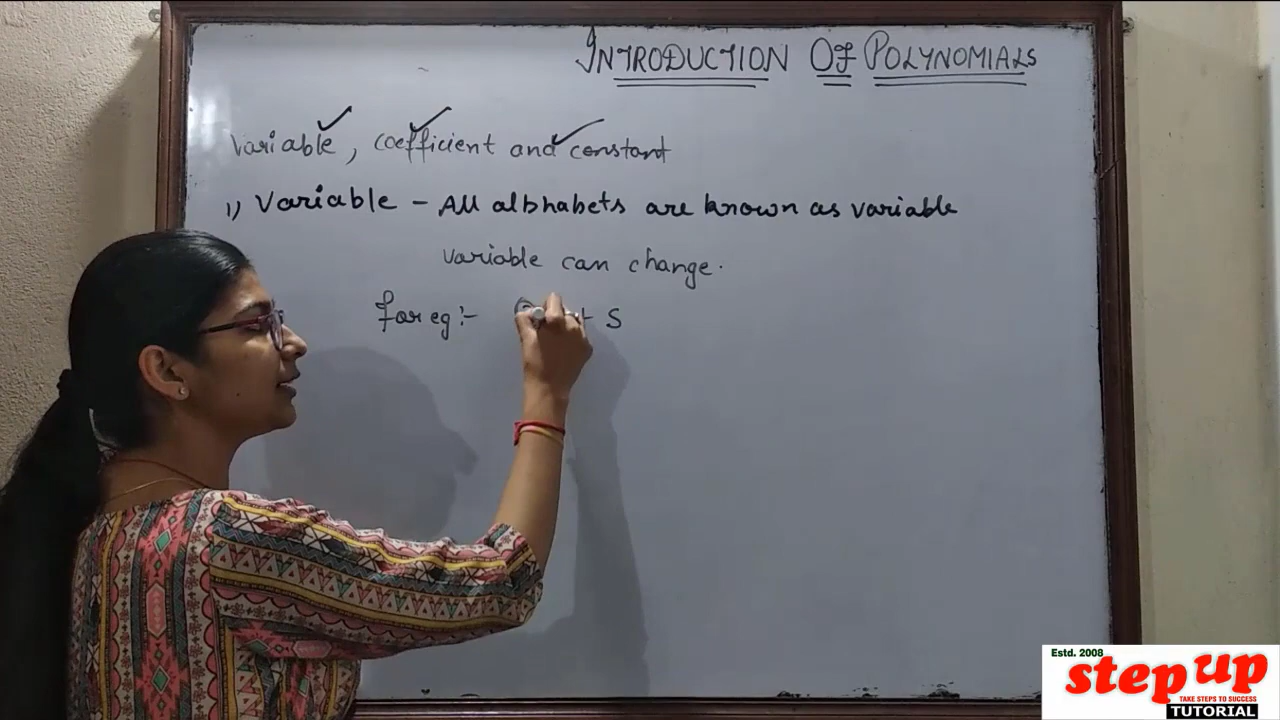 INTRODUCTION OF POLYNOMIALS
Variable, coefficient and constant
1) Variable - All alphabets are known as variable
Variable can change.
for eg :- + 5
Estd. 2008
step up
TAKE STEPS TO SUCCESS
TUTORIAL